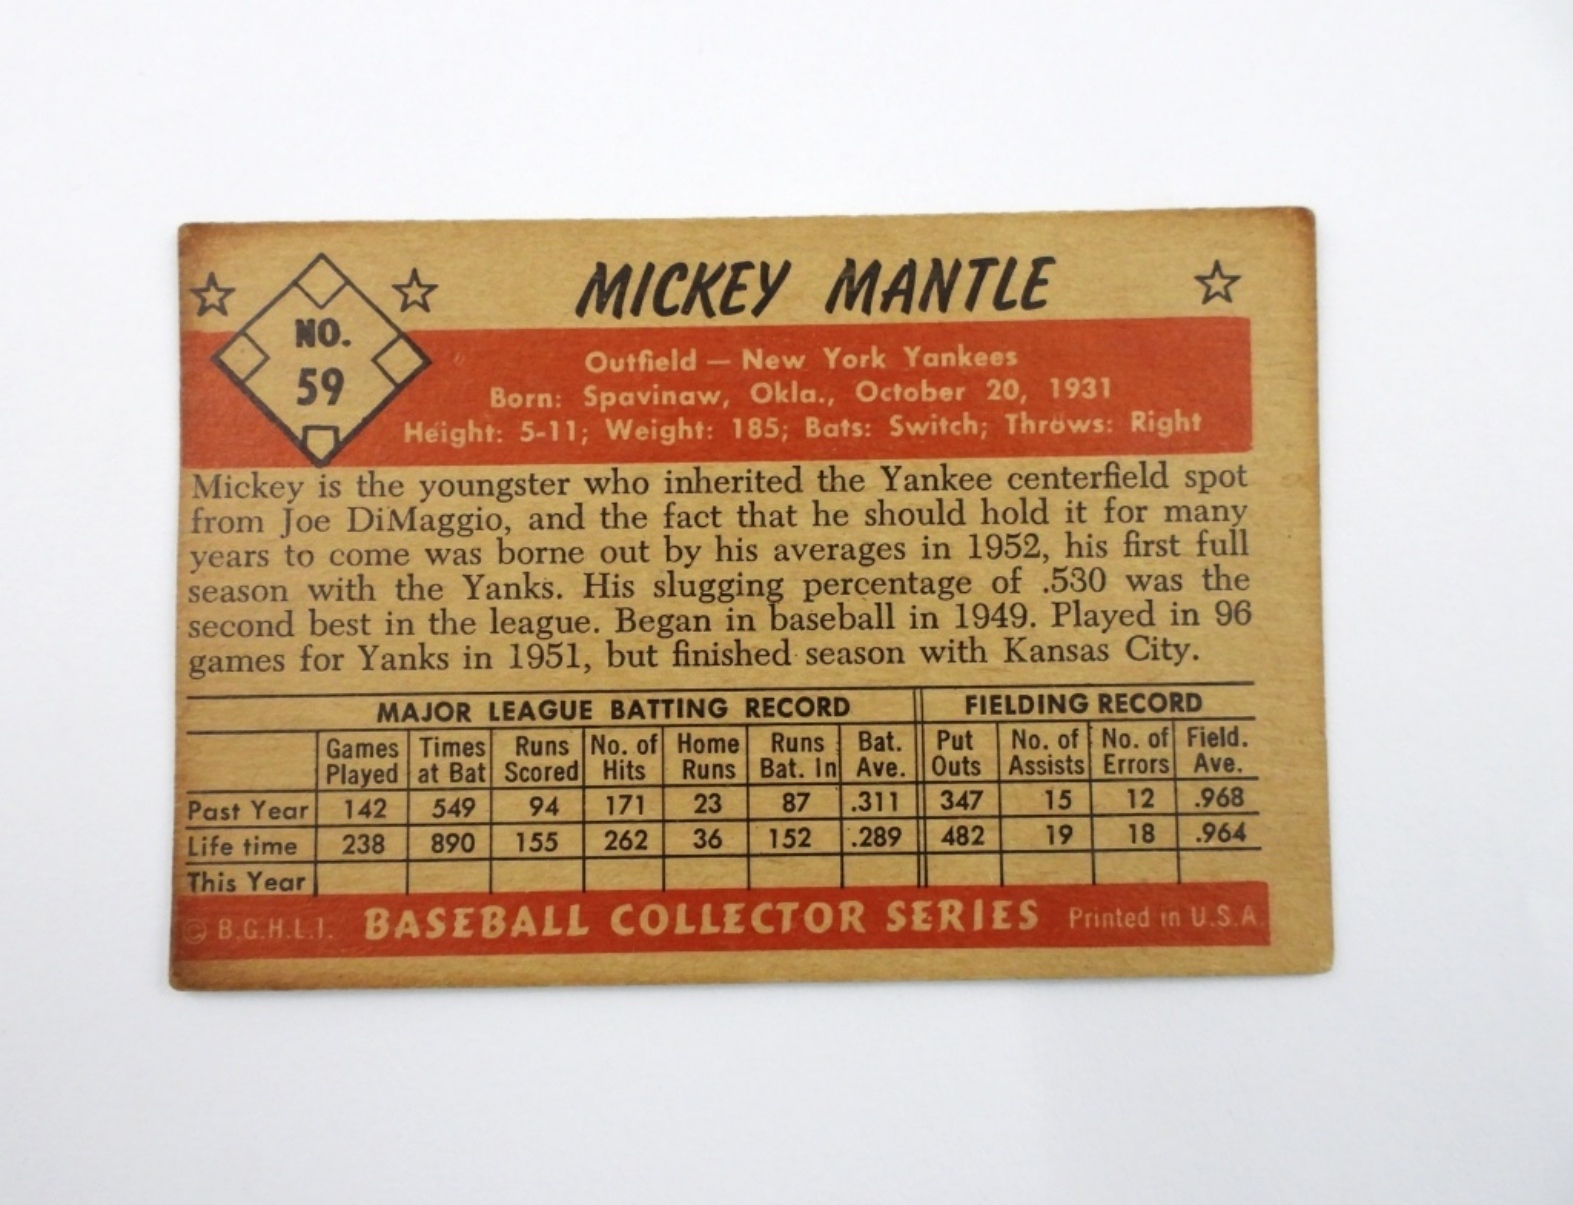 MICKEY MANTLE
NO.
59
Outfield — New York Yankees
Born: Spavinaw, Okla., October 20, 1931
Height: 5-11; Weight: 185; Bats: Switch; Throws: Right
Mickey is the youngster who inherited the Yankee centerfield spot
from Joe DiMaggio, and the fact that he should hold it for many
years to come was borne out by his averages in 1952, his first full
season with the Yanks. His slugging percentage of .530 was the
second best in the league. Began in baseball in 1949. Played in 96
games for Yanks in 1951, but finished season with Kansas City.
MAJOR LEAGUE BATTING RECORD FIELDING RECORD
Games Times Runs No. of Home Runs Bat. Put No. of No. of Field.
Played at Bat Scored Hits Runs Bat. In Ave. Outs Assists Errors Ave.
Past Year 142 549 94 171 23 87 .311 347 15 12 .968
Life time 238 890 155 262 36 152 .289 482 19 18 .964
This Year
© B.G.H.L.I. BASEBALL COLLECTOR SERIES Printed in U.S.A.